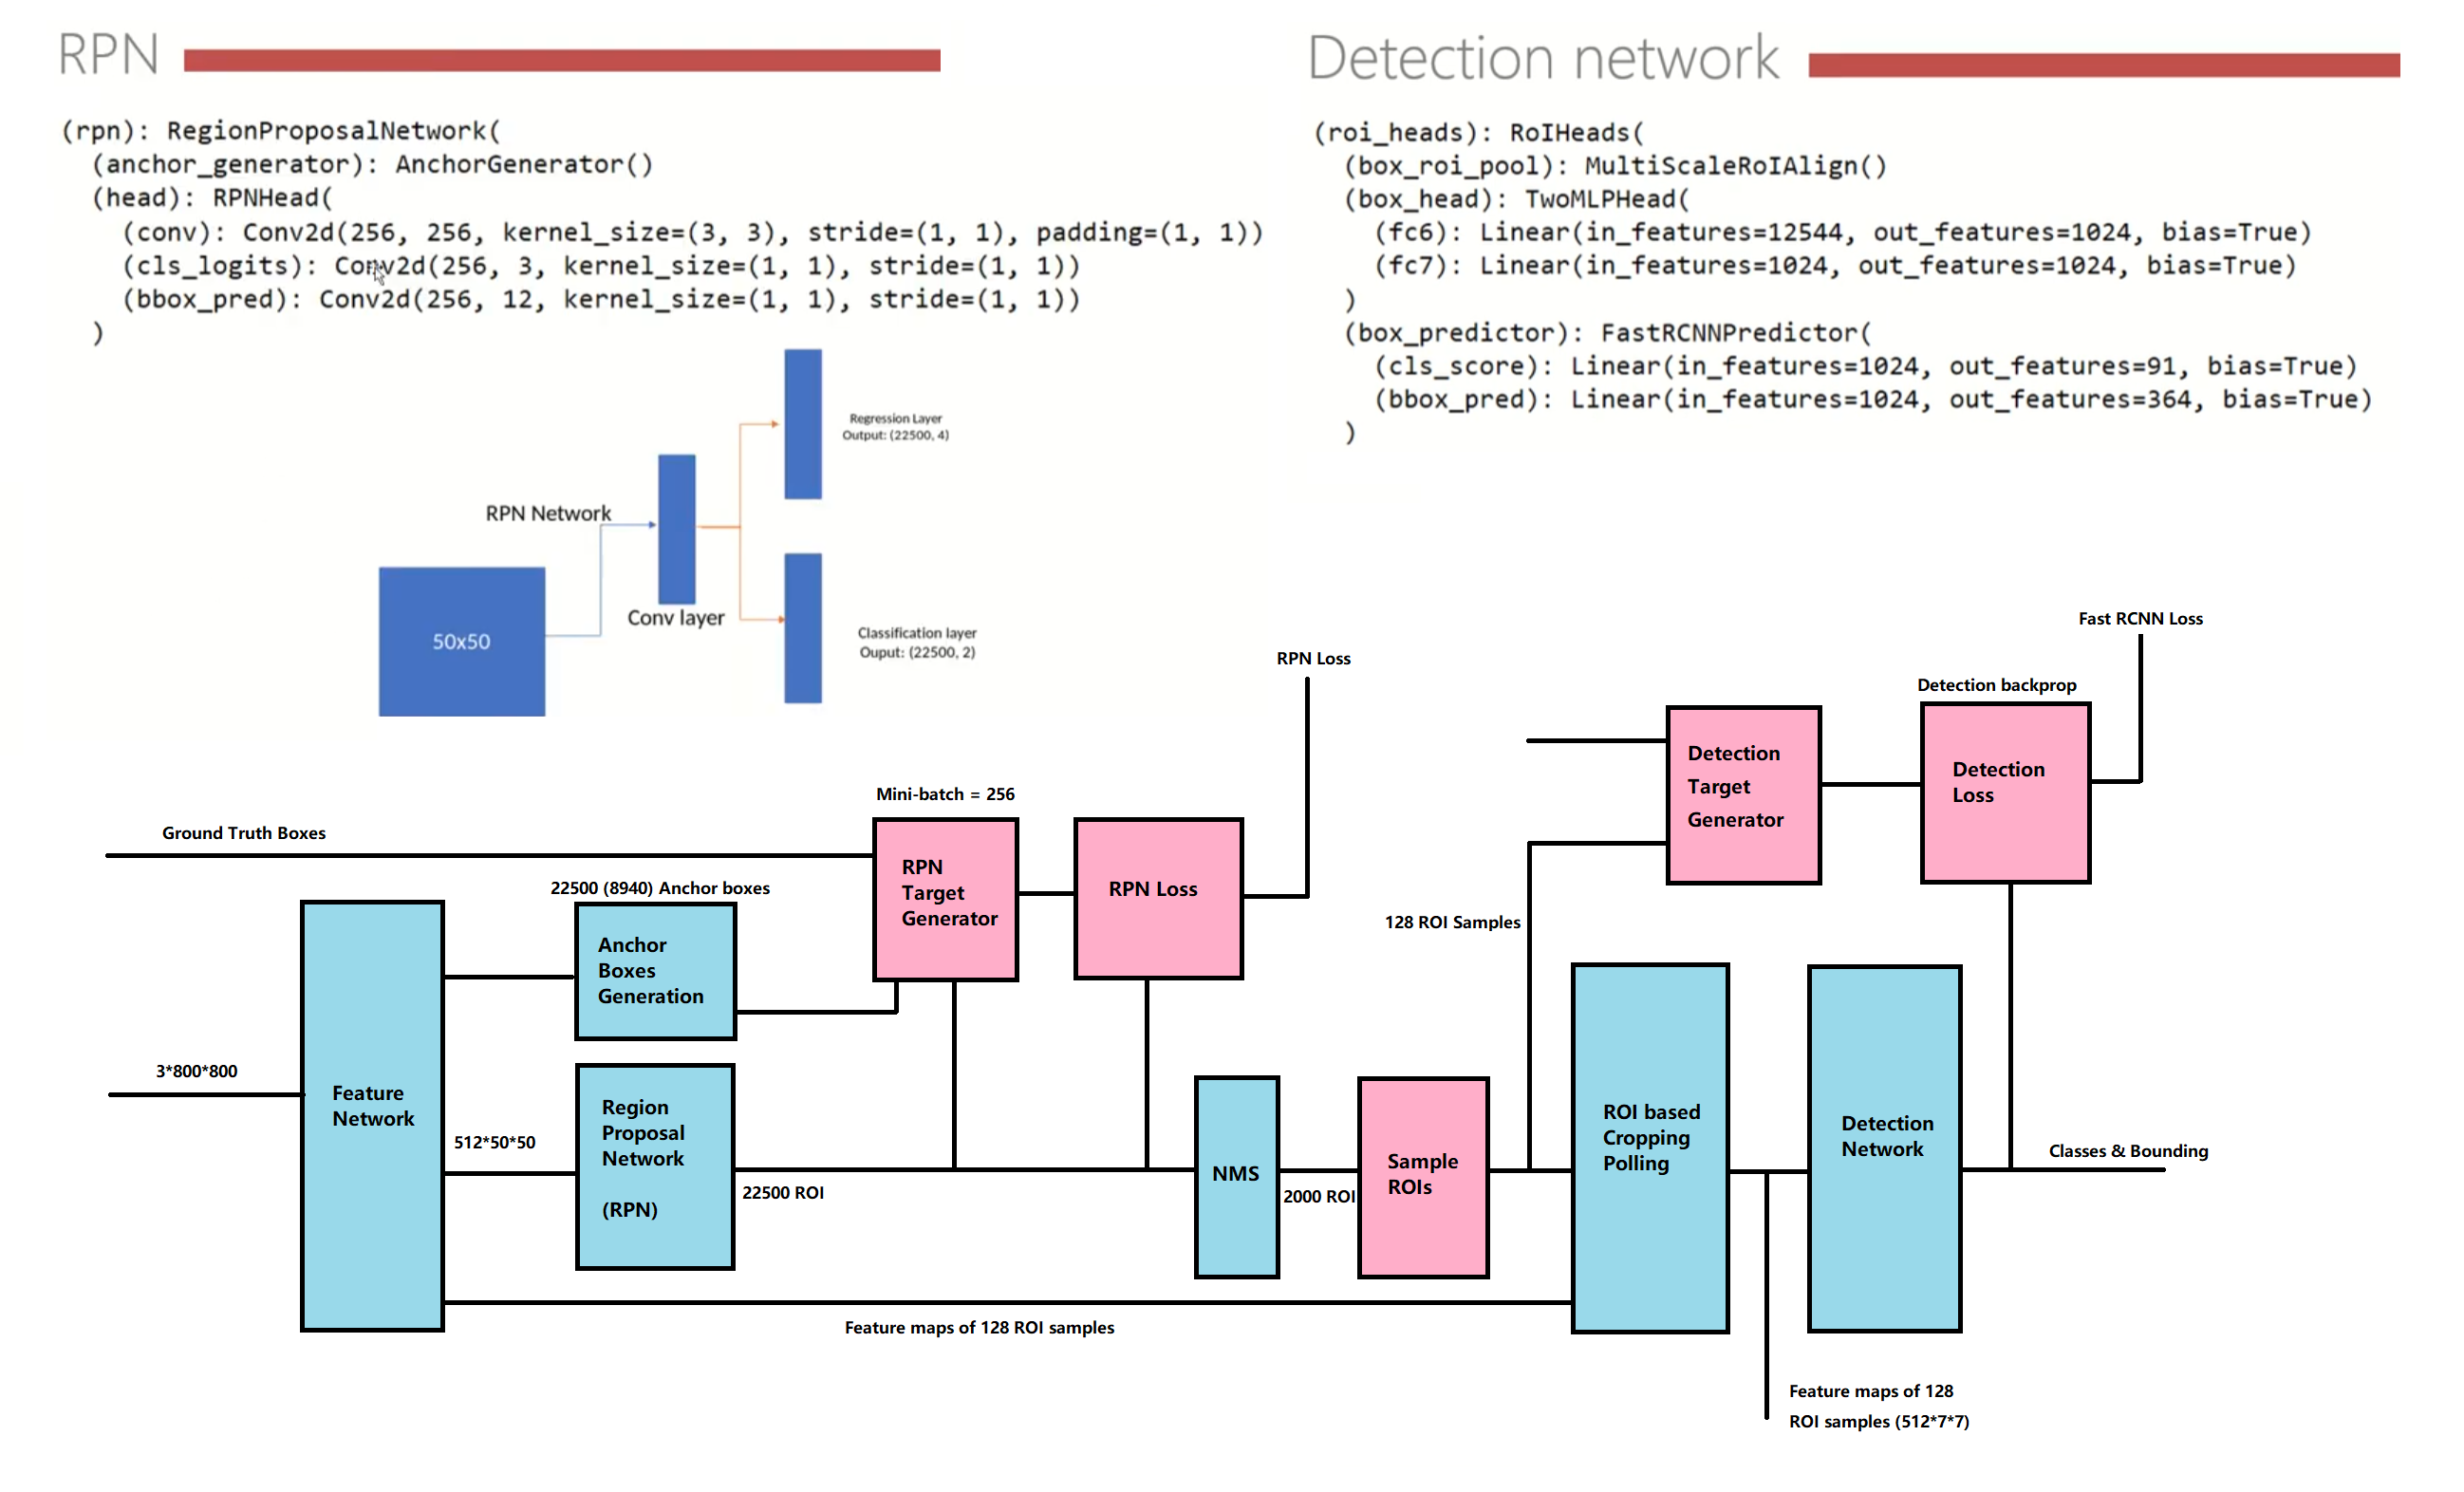 RPN
(rpn): RegionProposalNetwork(
(anchor_generator): AnchorGenerator()
(head): RPNHead(
(conv): Conv2d(256, 256, kernel_size=(3, 3), stride=(1, 1), padding=(1, 1))
(cls_logits): Conv2d(256, 3, kernel_size=(1, 1), stride=(1, 1))
(bbox_pred): Conv2d(256, 12, kernel_size=(1, 1), stride=(1, 1))
)
Detection network
(roi_heads): RoIHeads(
(box_roi_pool): MultiScaleRoIAlign()
(box_head): TwoMLPHead(
(fc6): Linear(in_features=12544, out_features=1024, bias=True)
(fc7): Linear(in_features=1024, out_features=1024, bias=True)
)
(box_predictor): FastRCNNPredictor(
(cls_score): Linear(in_features=1024, out_features=91, bias=True)
(bbox_pred): Linear(in_features=1024, out_features=364, bias=True)
)
Regression Layer
Output: (22500, 4)
RPN Network
Conv layer
50x50
Classification layer
Ouput: (22500, 2)
RPN Loss
Fast RCNN Loss
Detection backprop
Detection
Target
Generator
Detection
Loss
Mini-batch = 256
Ground Truth Boxes
RPN
Target
Generator
RPN Loss
22500 (8940) Anchor boxes
Anchor
Boxes
Generation
128 ROI Samples
3*800*800
Feature
Network
512*50*50
Region
Proposal
Network
(RPN)
22500 ROI
NMS
2000 ROI
Sample
ROIs
ROI based
Cropping
Polling
Detection
Network
Classes & Bounding
Feature maps of 128 ROI samples
Feature maps of 128
ROI samples (512*7*7)